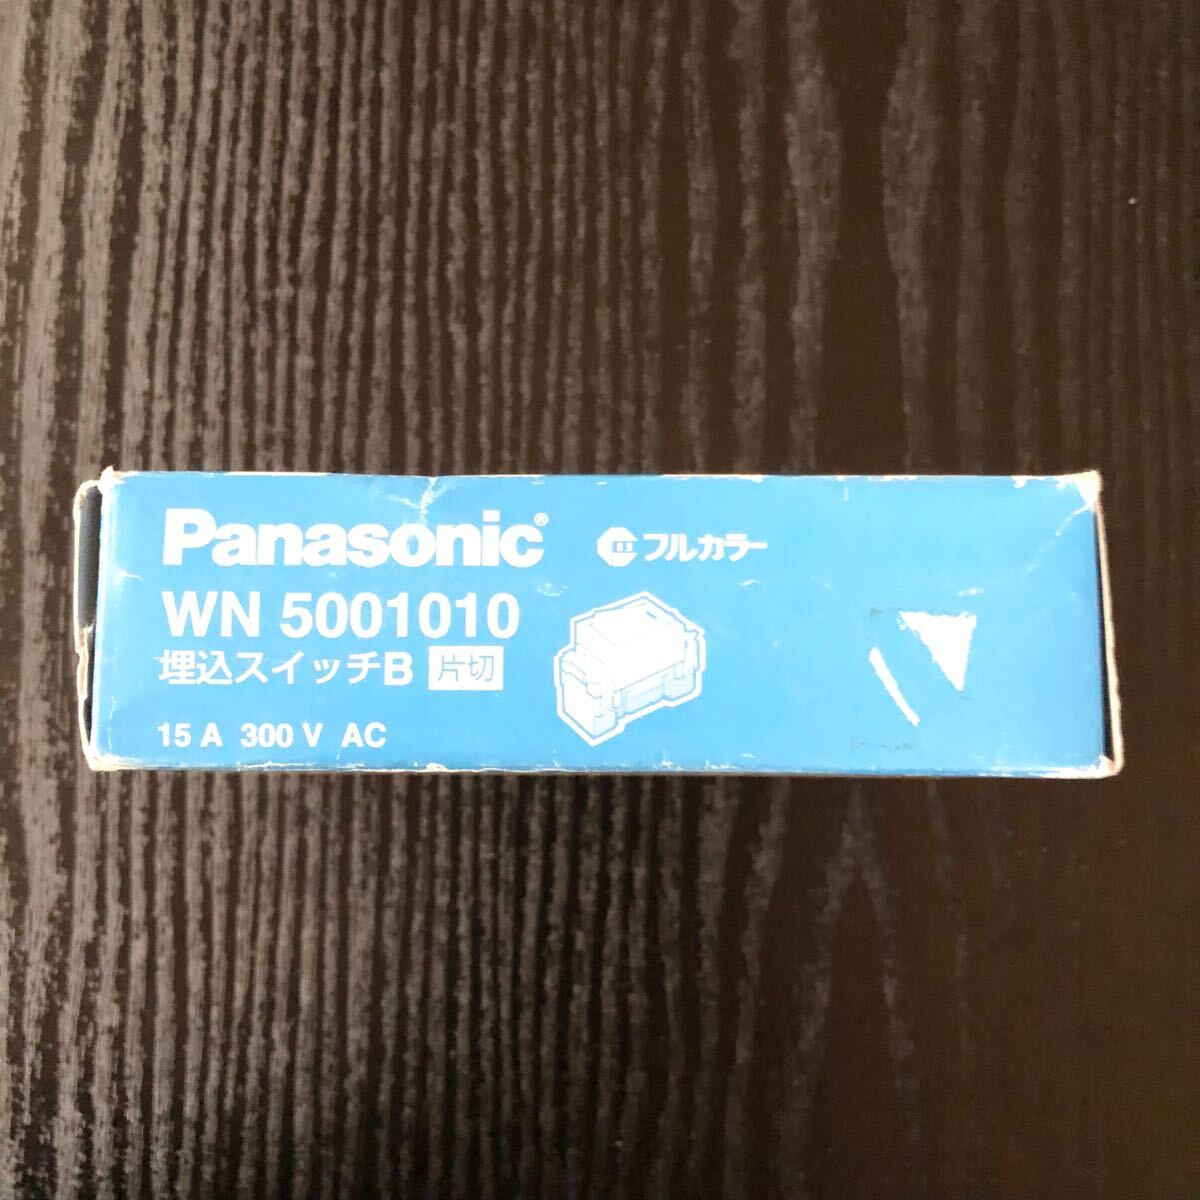 Panasonic® フルカラー
WN 5001010
埋込スイッチB 片切
15 A 300 V AC